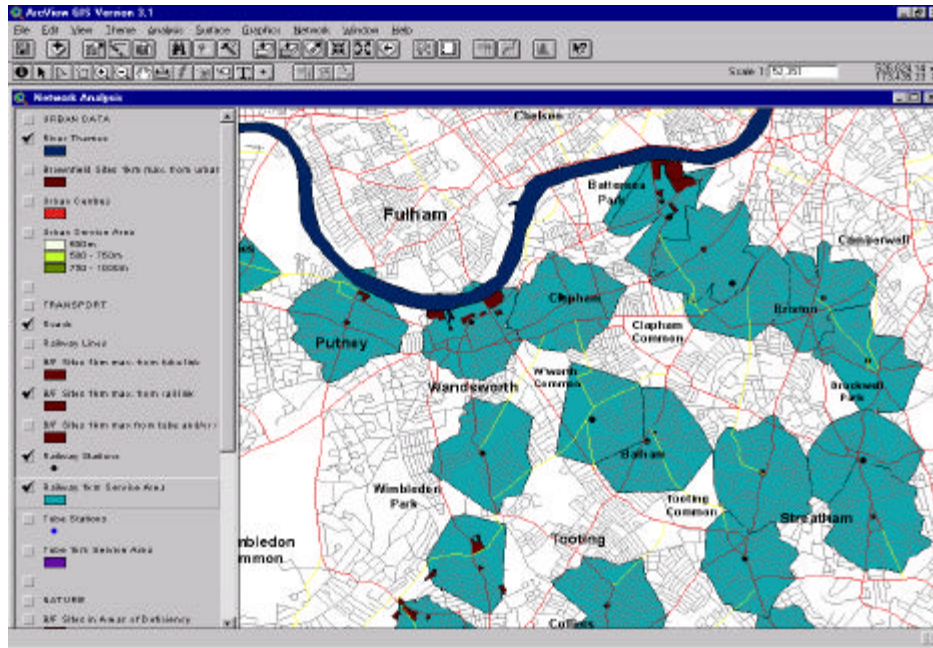 ArcView GIS Version 3.1
File Edit View Theme Analysis Surface Graphics Network Window Help
Scale 1:
Network Analysis
URBAN DATA
River Thames
Brownfield Sites 1km max. from urban
Urban Centres
Urban Service Area
500m
500 - 750m
750 - 1000m
TRANSPORT
Roads
Railway Lines
B/F Sites 1km max. from tube link
B/F Sites 1km max. from rail link
B/F Sites 1km max from tube and/or
Railway Stations
Railway 1km Service Area
Tube Stations
Tube 1km Service Area
NATURE
B/F Sites in Areas of Deficiency
Chelsea
Fulham
Battersea
Park
Camberwell
Clapham
Brixton
Putney
Clapham
Common
Wandsworth
W'worth
Common
Brockwell
Park
Balham
Wimbledon
Park
Tooting
Common
Streatham
Tooting
mbledon
mmon
Colliers